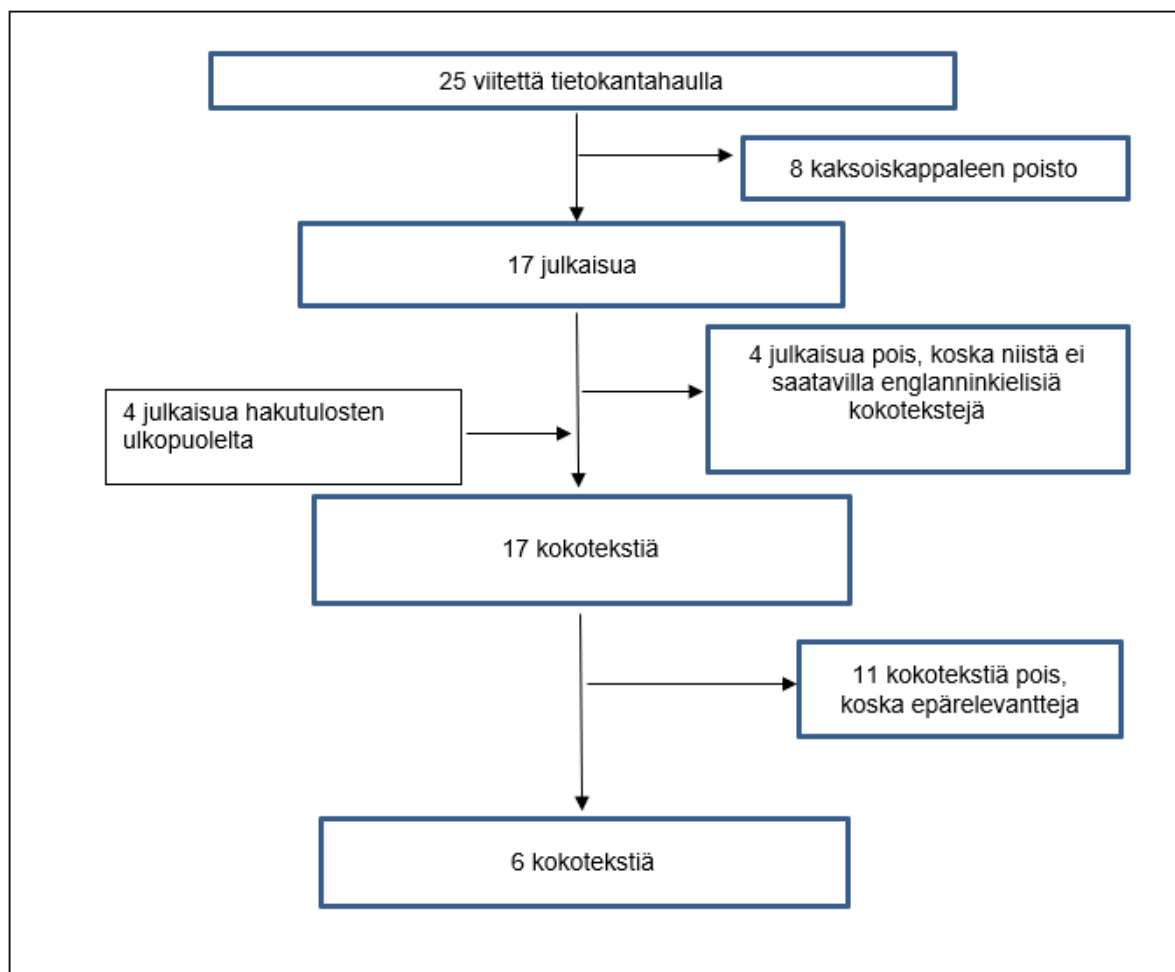 25 viitettä tietokantahaulla
8 kaksoiskappaleen poisto
17 julkaisua
4 julkaisua pois, koska niistä ei
saatavilla englanninkielisiä
kokotekstejä
4 julkaisua hakutulosten
ulkopuolelta
17 kokotekstiä
11 kokotekstiä pois,
koska epärelevantteja
6 kokotekstiä